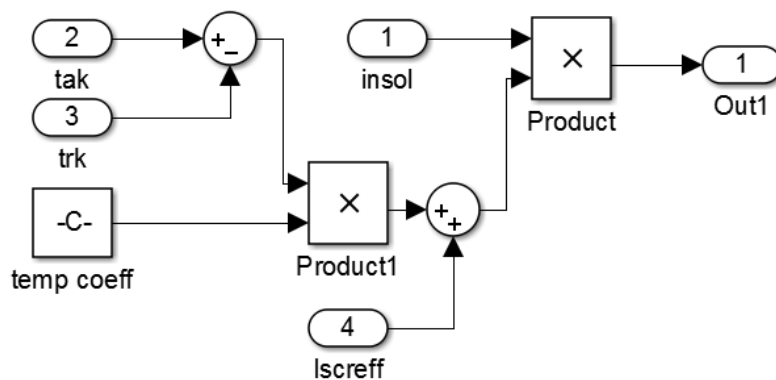 2
tak
+
−
1
insol
×
Product
1
Out1
3
trk
-C-
temp coeff
×
Product1
+
+
4
Iscreff